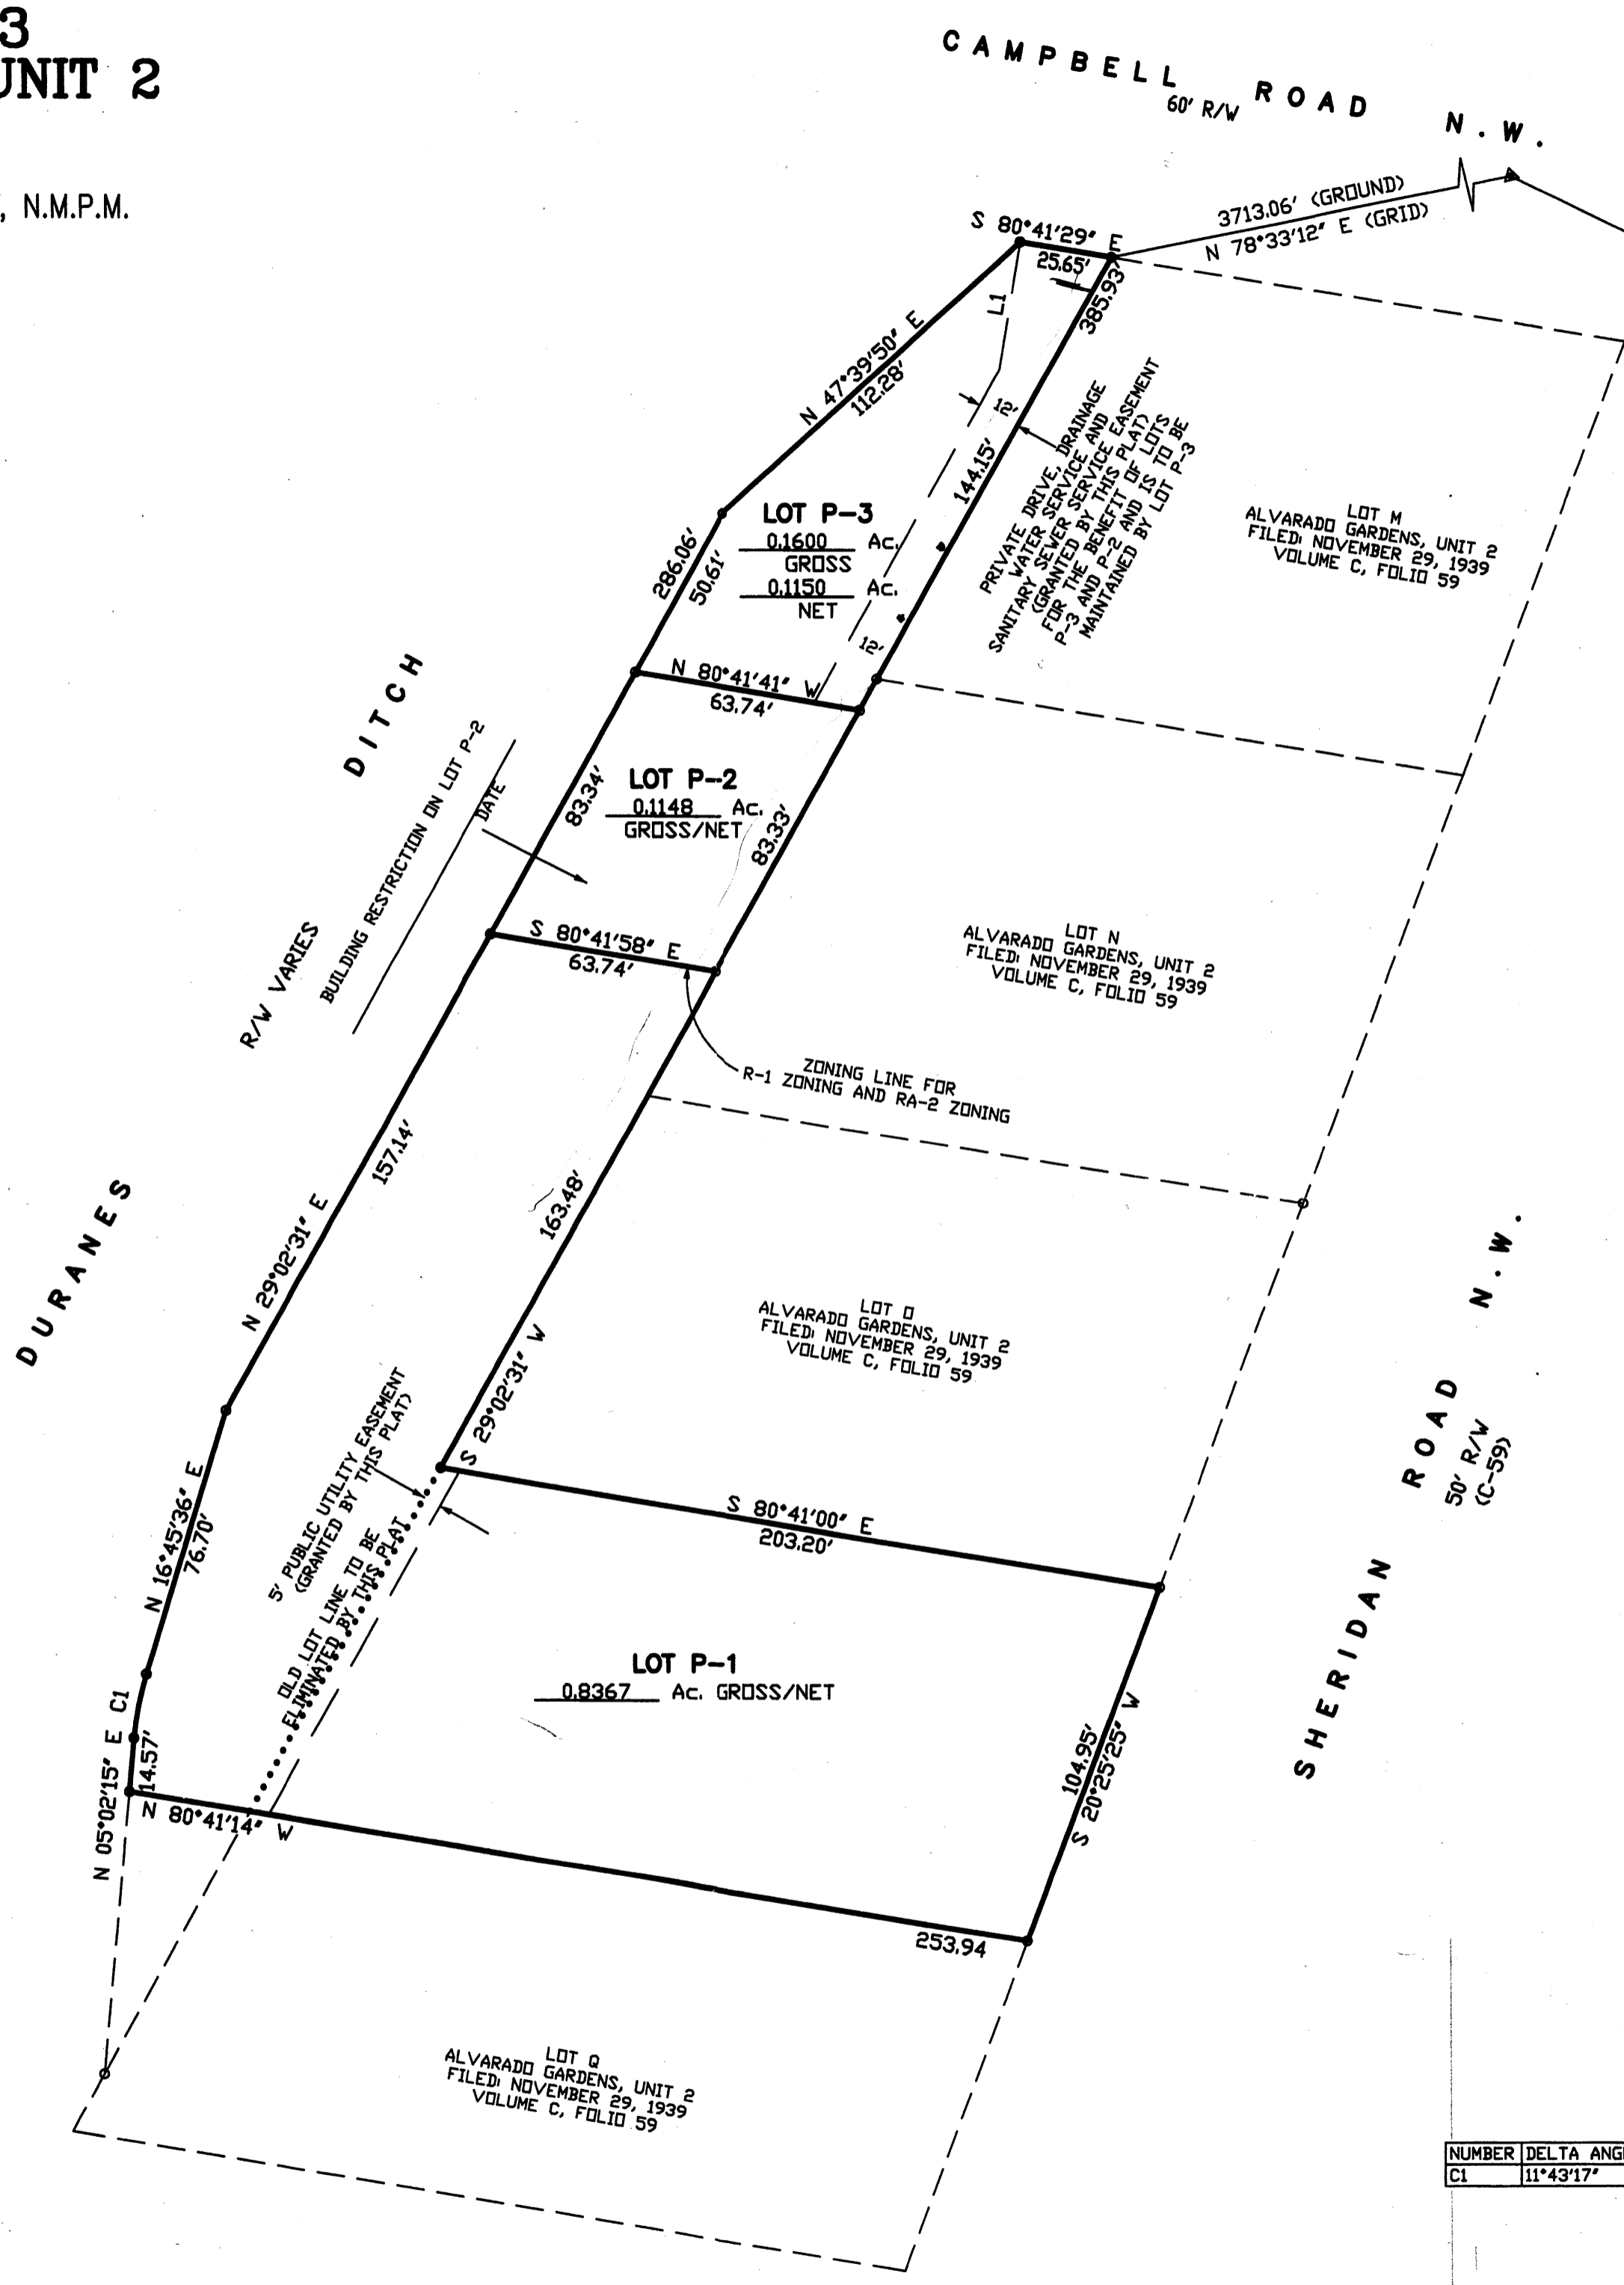 3
UNIT 2
, N.M.P.M.
CAMPBELL ROAD N.W.
60' R/W
3713.06' (GROUND)
N 78°33'12" E (GRID)
S 80°41'29" E
25.65'
385.93'
L1
N 47°39'50" E
112.28'
12'
144.15'
PRIVATE DRIVE, DRAINAGE
WATER SERVICE AND
SANITARY SEWER SERVICE EASEMENT
(GRANTED BY THIS PLAT)
FOR THE BENEFIT OF LOTS
P-3 AND P-2 AND IS TO BE
MAINTAINED BY LOT P-3
LOT M
ALVARADO GARDENS, UNIT 2
FILED: NOVEMBER 29, 1939
VOLUME C, FOLIO 59
LOT P-3
0.1600 Ac.
GROSS
0.1150 Ac.
NET
286.06'
50.61'
12'
N 80°41'41" W
63.74'
DURANES DITCH
R/W VARIES
BUILDING RESTRICTION ON LOT P-2
DATE
83.34'
LOT P-2
0.1148 Ac.
GROSS/NET
83.33'
S 80°41'58" E
63.74'
LOT N
ALVARADO GARDENS, UNIT 2
FILED: NOVEMBER 29, 1939
VOLUME C, FOLIO 59
ZONING LINE FOR
R-1 ZONING AND RA-2 ZONING
157.14'
N 29°02'31" E
163.48'
S 29°02'31" W
LOT O
ALVARADO GARDENS, UNIT 2
FILED: NOVEMBER 29, 1939
VOLUME C, FOLIO 59
SHERIDAN ROAD N.W.
50' R/W
(C-59)
5' PUBLIC UTILITY EASEMENT
(GRANTED BY THIS PLAT)
OLD LOT LINE TO BE
ELIMINATED BY THIS PLAT
N 16°45'36" E
76.70'
S 80°41'00" E
203.20'
LOT P-1
0.8367 Ac. GROSS/NET
C1
N 05°02'15" E
14.57'
104.95'
S 20°25'25" W
N 80°41'14" W
253.94
LOT Q
ALVARADO GARDENS, UNIT 2
FILED: NOVEMBER 29, 1939
VOLUME C, FOLIO 59
NUMBER DELTA ANG
C1 11°43'17"